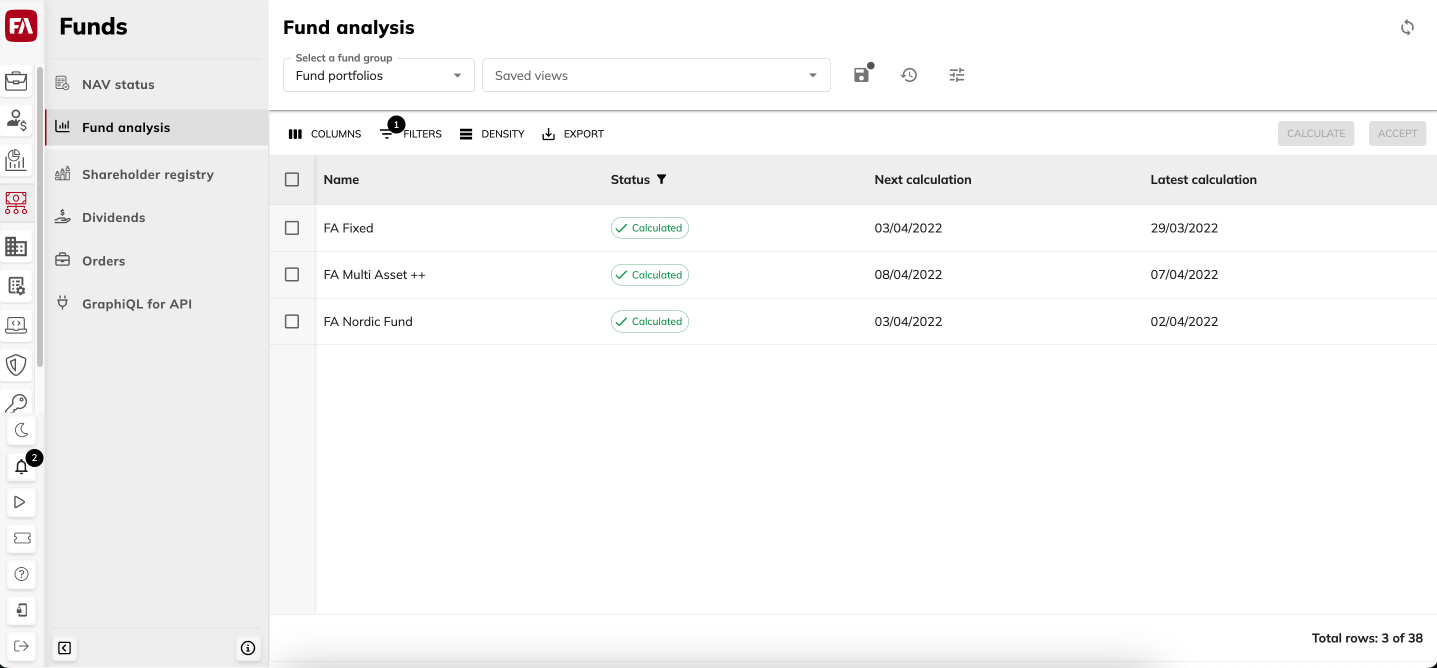 FA
Funds
NAV status
Fund analysis
Shareholder registry
Dividends
Orders
GraphiQL for API
2
Fund analysis
Select a fund group
Fund portfolios
Saved views
COLUMNS 1 FILTERS DENSITY EXPORT CALCULATE ACCEPT
Name Status Next calculation Latest calculation
FA Fixed Calculated 03/04/2022 29/03/2022
FA Multi Asset ++ Calculated 08/04/2022 07/04/2022
FA Nordic Fund Calculated 03/04/2022 02/04/2022
Total rows: 3 of 38